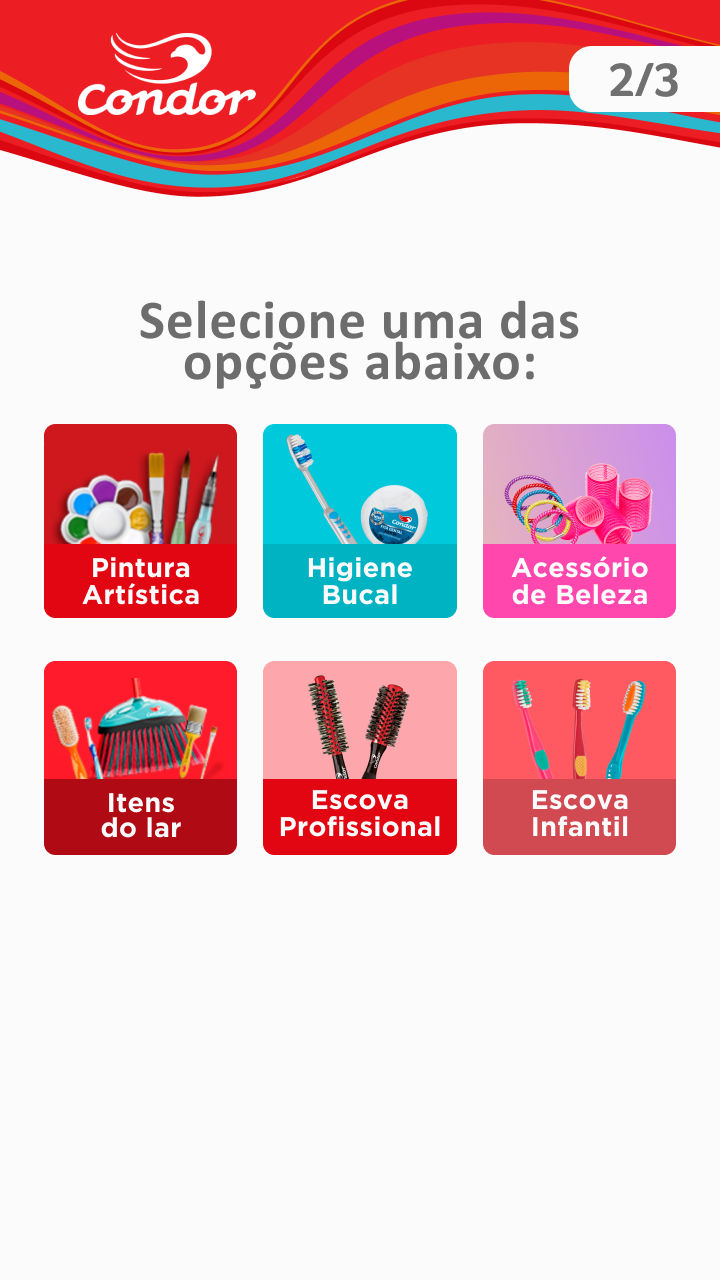 Condor
2/3
Selecione uma das
opções abaixo:
Condor
Pintura
Artística
Higiene
Bucal
Acessório
de Beleza
Itens
do lar
Escova
Profissional
Escova
Infantil